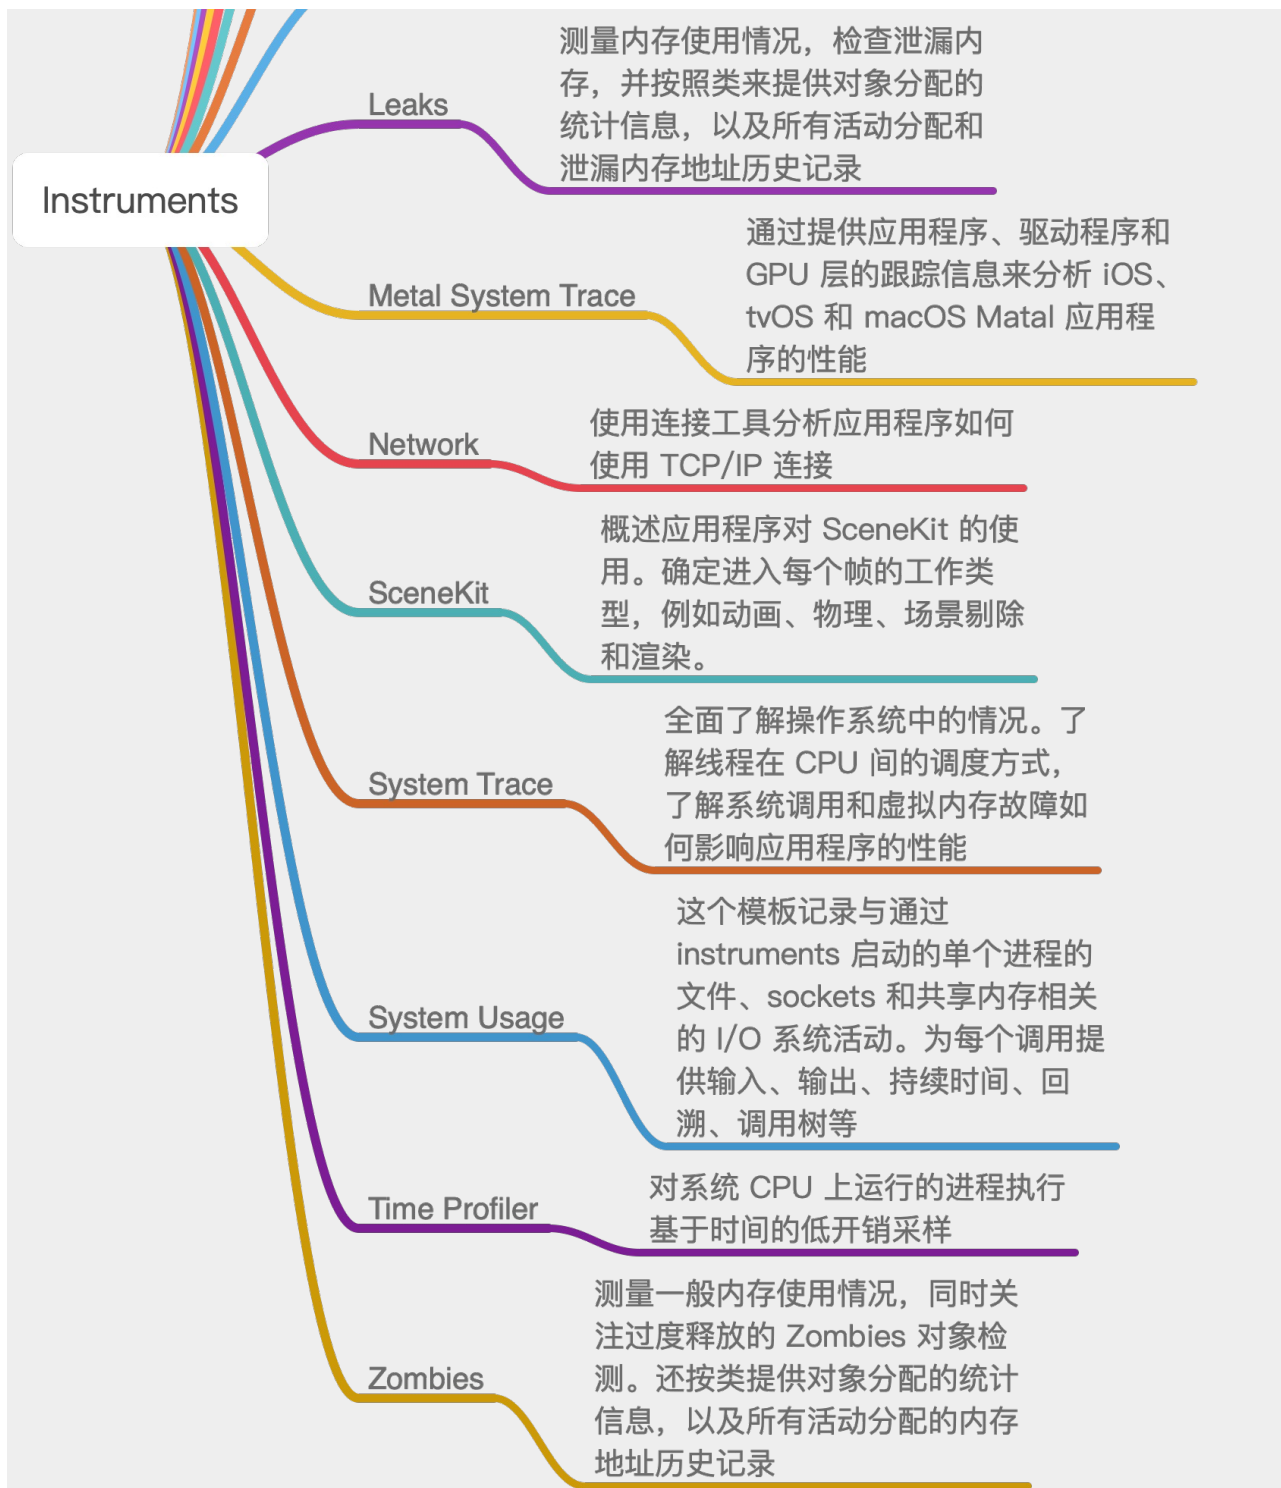 Instruments
Leaks
测量内存使用情况，检查泄漏内
存，并按照类来提供对象分配的
统计信息，以及所有活动分配和
泄漏内存地址历史记录
Metal System Trace
通过提供应用程序、驱动程序和
GPU 层的跟踪信息来分析 iOS、
tvOS 和 macOS Matal 应用程
序的性能
Network
使用连接工具分析应用程序如何
使用 TCP/IP 连接
SceneKit
概述应用程序对 SceneKit 的使
用。确定进入每个帧的工作类
型，例如动画、物理、场景剔除
和渲染。
System Trace
全面了解操作系统中的情况。了
解线程在 CPU 间的调度方式，
了解系统调用和虚拟内存故障如
何影响应用程序的性能
System Usage
这个模板记录与通过
instruments 启动的单个进程的
文件、sockets 和共享内存相关
的 I/O 系统活动。为每个调用提
供输入、输出、持续时间、回
溯、调用树等
Time Profiler
对系统 CPU 上运行的进程执行
基于时间的低开销采样
Zombies
测量一般内存使用情况，同时关
注过度释放的 Zombies 对象检
测。还按类提供对象分配的统计
信息，以及所有活动分配的内存
地址历史记录